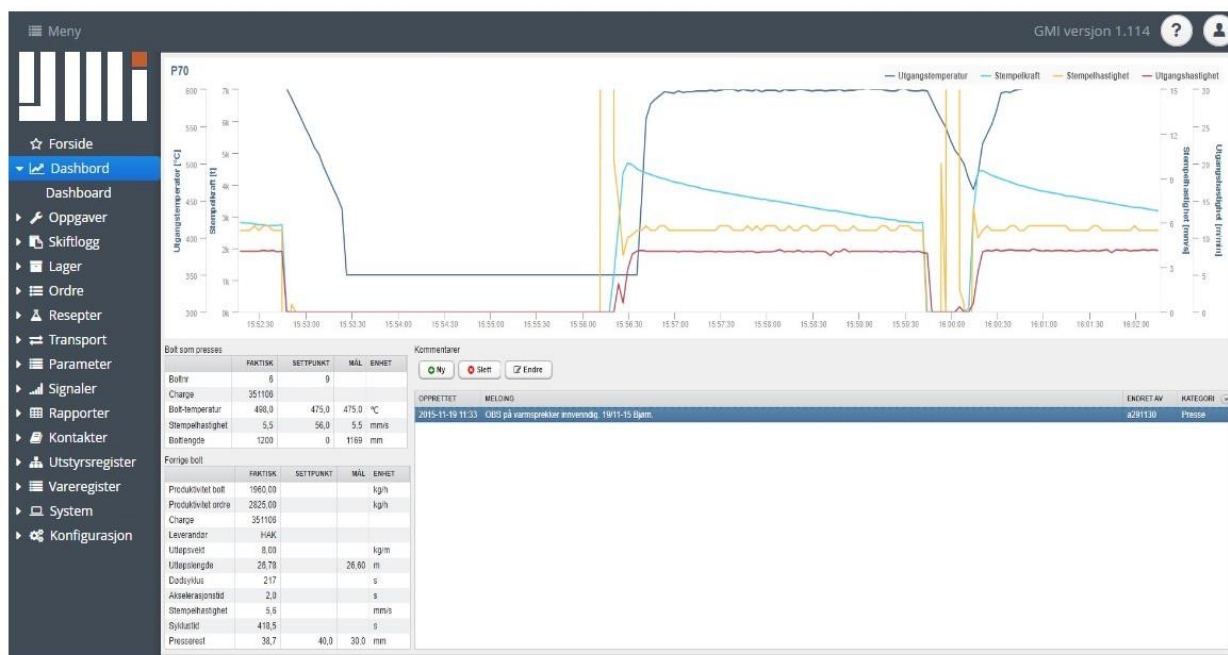 Meny
GMI versjon 1.114 ?
Forside
Dashbord
Dashboard
Oppgaver
Skiftlogg
Lager
Ordre
Resepter
Transport
Parameter
Signaler
Rapporter
Kontakter
Utstyrsregister
Vareregister
System
Konfigurasjon
P70
Utgangstemperatur Stempelkraft Stempelhastighet Utgangshastighet
Utgangstemperator [°C]
600
550
500
450
400
350
300
Stempelkraft [t]
7k
6k
5k
4k
3k
2k
1k
0k
Stempelhastighet [mm/s]
15
12
9
6
3
0
Utgangshastighet [m/min]
30
25
20
15
10
5
0
15:52:30 15:53:00 15:53:30 15:54:00 15:54:30 15:55:00 15:55:30 15:56:00 15:56:30 15:57:00 15:57:30 15:58:00 15:58:30 15:59:00 15:59:30 16:00:00 16:00:30 16:01:00 16:01:30 16:02:00
Bolt som presses
FAKTISK SETTPUNKT MÅL ENHET
Boltnr 6 9
Charge 351106
Bolt-temperatur 498,0 475,0 475,0 °C
Stempelhastighet 5,5 56,0 5,5 mm/s
Boltlengde 1200 0 1169 mm
Forrige bolt
FAKTISK SETTPUNKT MÅL ENHET
Produktivitet bolt 1960,00 kg/h
Produktivitet ordre 2825,00 kg/h
Charge 351106
Leverandør HAK
Utløpsvekt 8,00 kg/m
Utløpslengde 26,78 26,60 m
Dødsyklus 217 s
Akselerasjonstid 2,0 s
Stempelhastighet 5,6 mm/s
Syklustid 418,5 s
Presserest 38,7 40,0 30,0 mm
Kommentarer
Ny Slett Endre
OPPRETTET MELDING ENDRET AV KATEGORI
2015-11-19 11:33 OBS på varmsprekker innvenndig. 19/11-15 Bjørn. a291130 Presse